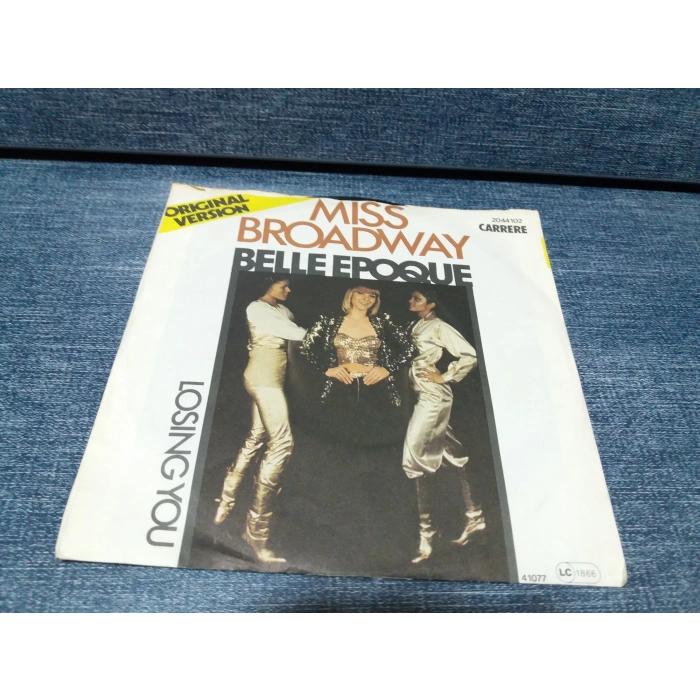 ORIGINAL
VERSION
MISS
BROADWAY
BELLE EPOQUE
2044 102
CARRERE
LOSING YOU
41077
LC 1866